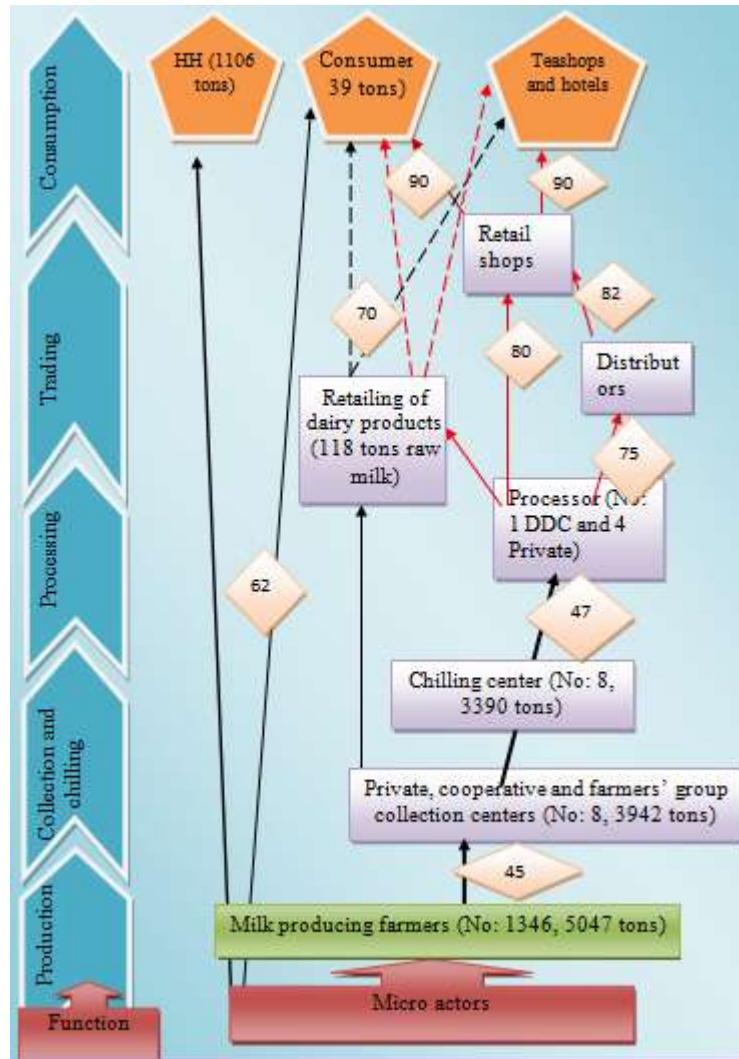 HH (1106
tons)
Consumer
39 tons)
Teashops
and hotels
90
90
Retail
shops
82
70
80
Distribut
ors
Retailing of
dairy products
(118 tons raw
milk)
75
Processor (No:
1 DDC and 4
Private)
62
47
Chilling center (No: 8,
3390 tons)
Private, cooperative and farmers’ group
collection centers (No: 8, 3942 tons)
45
Milk producing farmers (No: 1346, 5047 tons)
Micro actors
Consumption
Trading
Processing
Collection and
chilling
Production
Function